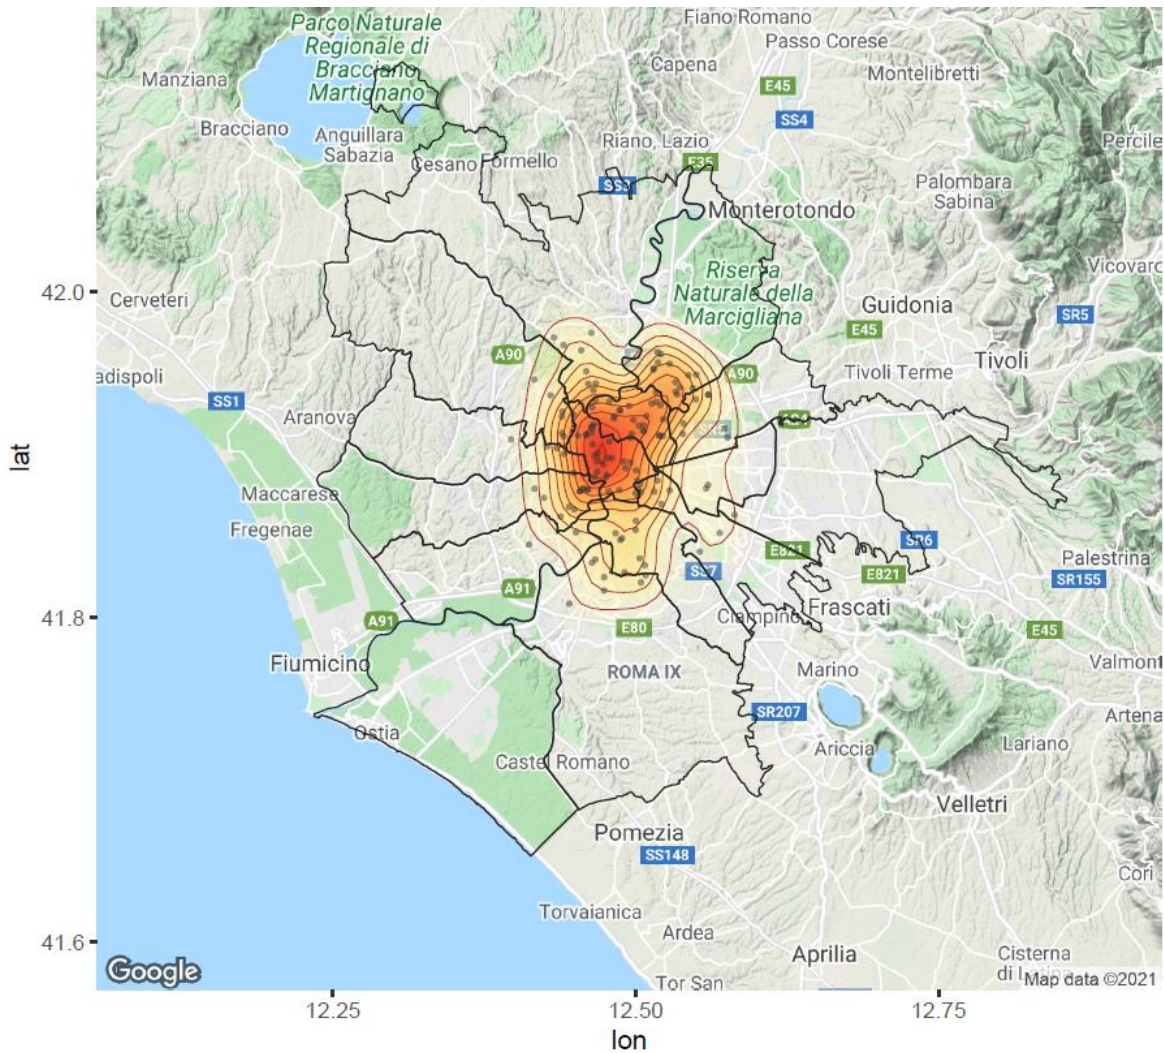 Parco Naturale
Regionale di
Bracciano
Martignano
Fiano Romano
Passo Corese
Manziana
Capena
Montelibretti
E45
SS4
Bracciano
Anguillara
Sabazia
Riano, Lazio
Percile
Cesano
Formello
E35
SS3
Palombara
Sabina
Monterotondo
Riserva
Naturale della
Marcigliana
Vicovaro
42.0
Cerveteri
Guidonia
SR5
E45
A90
Tivoli
adispoli
A90
Tivoli Terme
SS1
Aranova
A24
lat
Maccarese
Fregenae
SR6
E821
Palestrina
SS7
E821
SR155
A91
41.8
A91
Ciampino
Frascati
E80
E45
Fiumicino
ROMA IX
Marino
Valmont
SR207
Artena
Ostia
Ariccia
Lariano
Castel Romano
Velletri
Pomezia
SS148
Cori
Torvaianica
Ardea
41.6
Aprilia
Cisterna
di Latina
Google
Tor San
Map data ©2021
12.25
12.50
12.75
lon